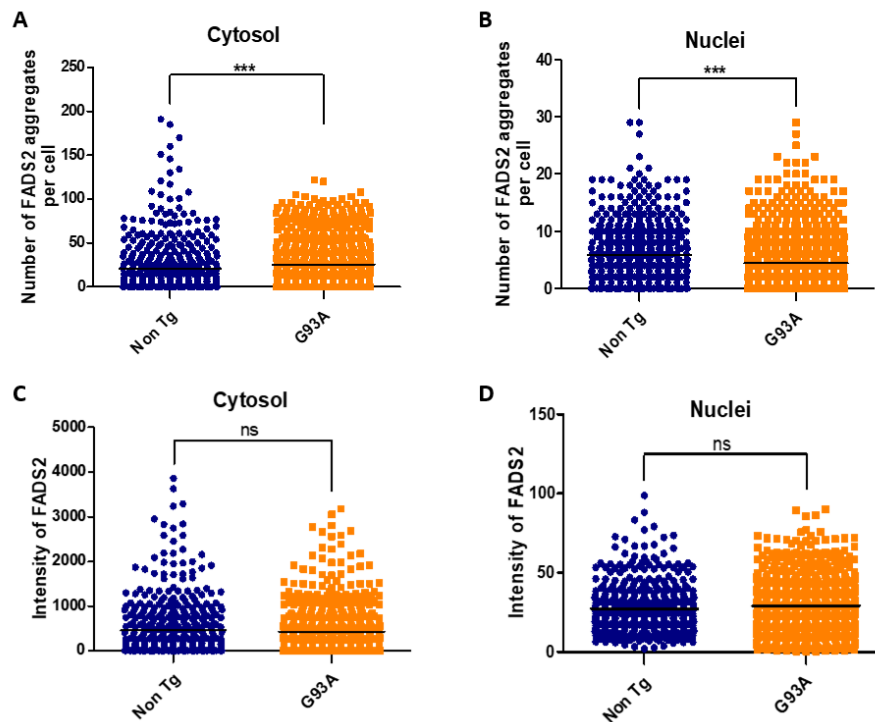 A
Cytosol
Number of FADS2 aggregates
per cell
250
200
150
100
50
0
***
Non Tg
G93A
B
Nuclei
Number of FADS2 aggregates
per cell
40
30
20
10
0
***
Non Tg
G93A
C
Cytosol
Intensity of FADS2
5000
4000
3000
2000
1000
0
ns
Non Tg
G93A
D
Nuclei
Intensity of FADS2
150
100
50
0
ns
Non Tg
G93A